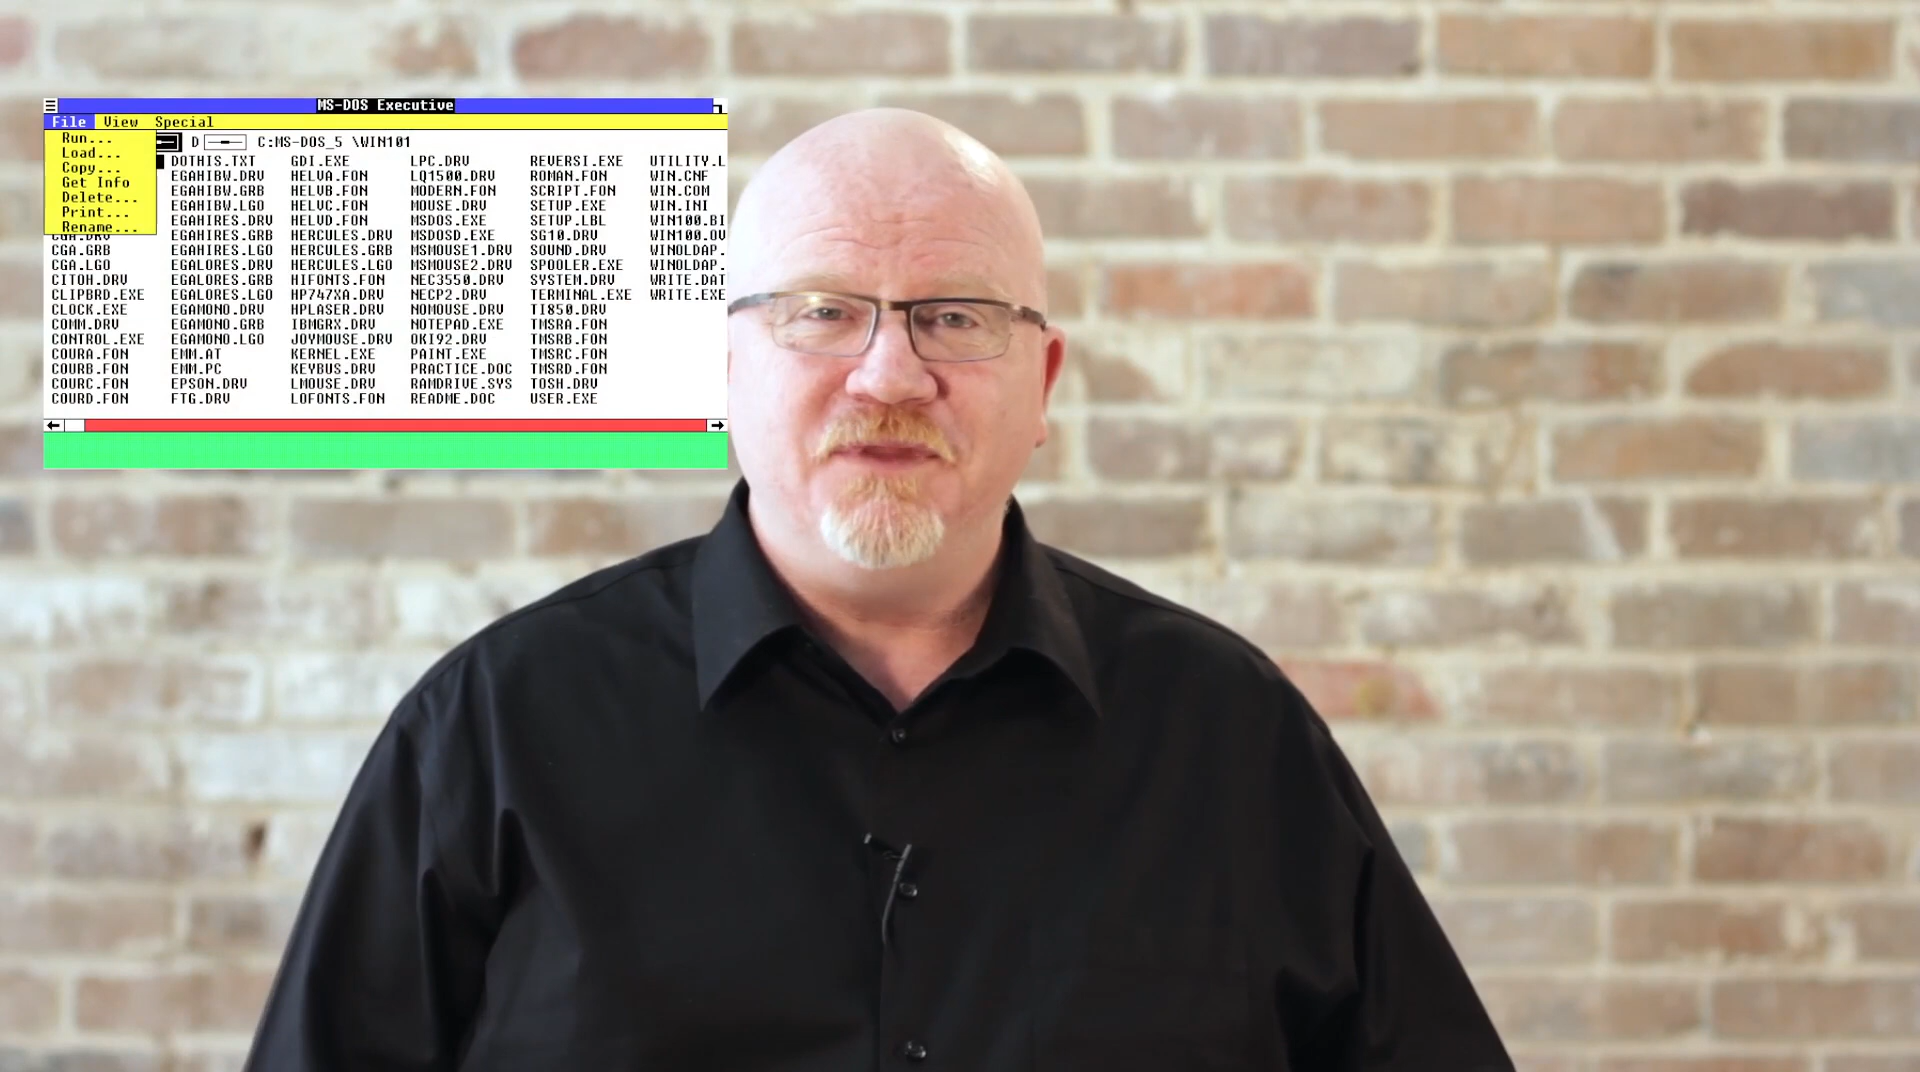 MS-DOS Executive
File View Special
Run...
Load...
Copy...
Get Info
Delete...
Print...
Rename...
D C:MS-DOS_5 \WIN101
DOTHIS.TXT GDI.EXE LPC.DRV REVERSI.EXE UTILITY.L
EGAHIBW.DRV HELVA.FON LQ1500.DRV ROMAN.FON WIN.CNF
EGAHIBW.GRB HELVB.FON MODERN.FON SCRIPT.FON WIN.COM
EGAHIBW.LGO HELVC.FON MOUSE.DRV SETUP.EXE WIN.INI
EGAHIRES.DRV HELVD.FON MSDOS.EXE SETUP.LBL WIN100.BI
CGA.DRV EGAHIRES.GRB HERCULES.DRV MSDOSD.EXE SG10.DRV WIN100.OV
CGA.GRB EGAHIRES.LGO HERCULES.GRB MSMOUSE1.DRV SOUND.DRV WINOLDAP.
CGA.LGO EGALORES.DRV HERCULES.LGO MSMOUSE2.DRV SPOOLER.EXE WINOLDAP.
CITOH.DRV EGALORES.GRB HIFONTS.FON NEC3550.DRV SYSTEM.DRV WRITE.DAT
CLIPBRD.EXE EGALORES.LGO HP747XA.DRV NECP2.DRV TERMINAL.EXE WRITE.EXE
CLOCK.EXE EGAMONO.DRV HPLASER.DRV NOMOUSE.DRV TI850.DRV
COMM.DRV EGAMONO.GRB IBMGRX.DRV NOTEPAD.EXE TMSRA.FON
CONTROL.EXE EGAMONO.LGO JOYMOUSE.DRV OKI92.DRV TMSRB.FON
COURA.FON EMM.AT KERNEL.EXE PAINT.EXE TMSRC.FON
COURB.FON EMM.PC KEYBUS.DRV PRACTICE.DOC TMSRD.FON
COURC.FON EPSON.DRV LMOUSE.DRV RAMDRIVE.SYS TOSH.DRV
COURD.FON FTG.DRV LOFONTS.FON README.DOC USER.EXE